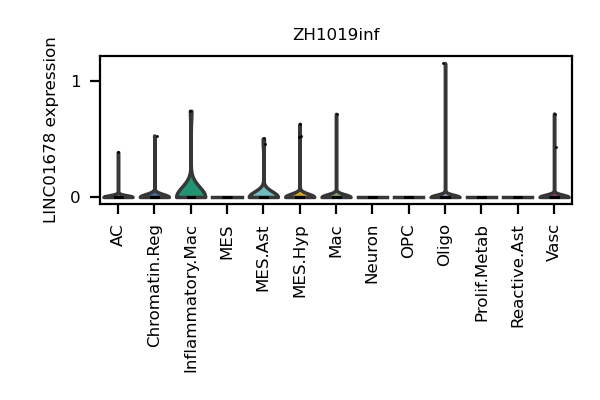 ZH1019inf
LINC01678 expression
1
0
AC
Chromatin.Reg
Inflammatory.Mac
MES
MES.Ast
MES.Hyp
Mac
Neuron
OPC
Oligo
Prolif.Metab
Reactive.Ast
Vasc